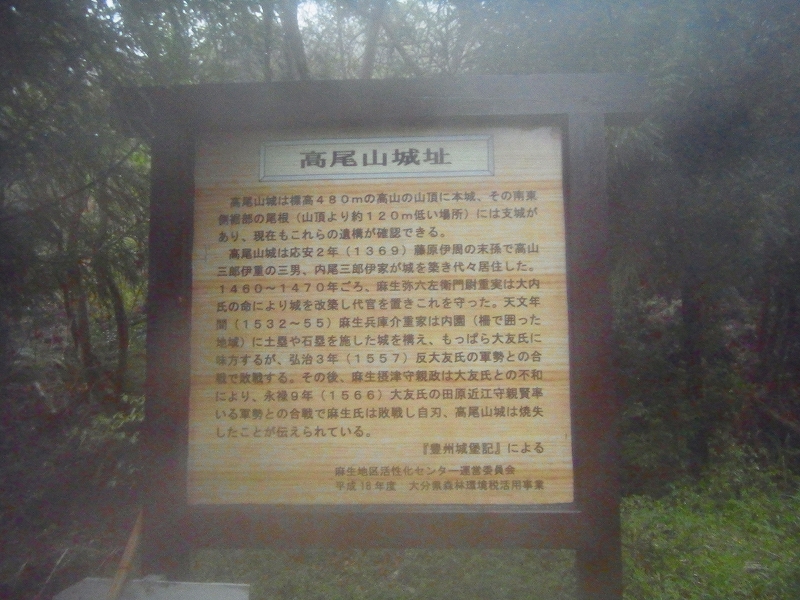 高尾山城址
高尾山城は標高４８０ｍの高山の山頂に本城、その南東
側裾部の尾根（山頂より約１２０ｍ低い場所）には支城が
あり、現在もこれらの遺構が確認できる。
高尾山城は応安２年（１３６９）藤原伊周の末孫で高山
三郎伊重の三男、内尾三郎伊家が城を築き代々居住した。
１４６０～１４７０年ごろ、麻生弥六左衛門尉重実は大内
氏の命により城を改築し代官を置きこれを守った。天文年
間（１５３２～５５）麻生兵庫介重家は内園（柵で囲った
地域）に土塁や石塁を施した城を構え、もっぱら大友氏に
味方するが、弘治３年（１５５７）反大友氏の軍勢との合
戦で敗戦する。その後、麻生摂津守親政は大友氏との不和
により、永禄９年（１５６６）大友氏の田原近江守親賢率
いる軍勢との合戦で麻生氏は敗戦し自刃、高尾山城は焼失
したことが伝えられている。
『豊州城堡記』による
麻生地区活性化センター運営委員会
平成１８年度　大分県森林環境税活用事業